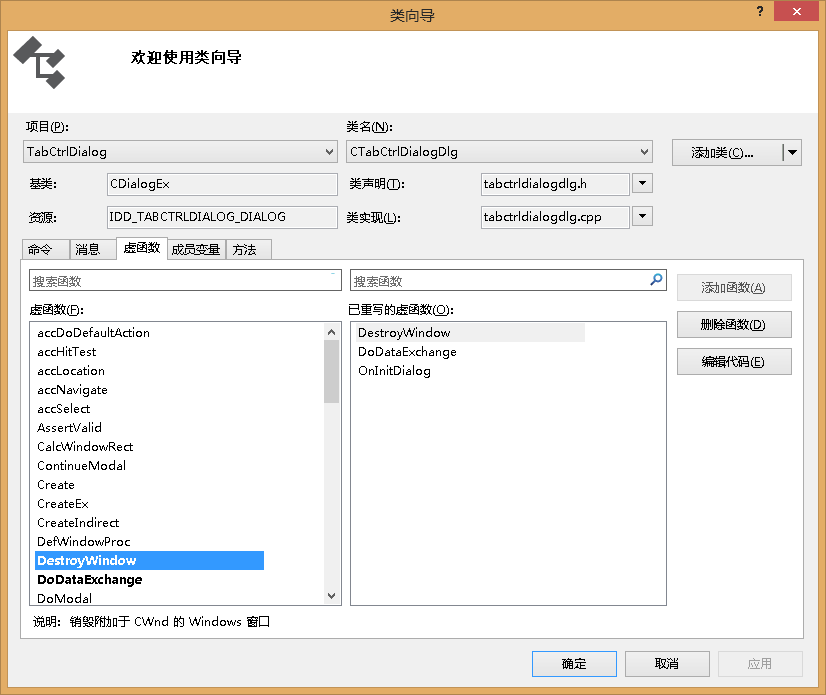 类向导
?
欢迎使用类向导
项目(P):
类名(N):
TabCtrlDialog
CTabCtrlDialogDlg
添加类(C)...
基类:
CDialogEx
类声明(T):
tabctrldialogdlg.h
资源:
IDD_TABCTRLDIALOG_DIALOG
类实现(L):
tabctrldialogdlg.cpp
命令
消息
虚函数
成员变量
方法
搜索函数
搜索函数
添加函数(A)
虚函数(F):
已重写的虚函数(O):
删除函数(D)
编辑代码(E)
accDoDefaultAction
accHitTest
accLocation
accNavigate
accSelect
AssertValid
CalcWindowRect
ContinueModal
Create
CreateEx
CreateIndirect
DefWindowProc
DestroyWindow
DoDataExchange
DoModal
DestroyWindow
DoDataExchange
OnInitDialog
说明: 销毁附加于 CWnd 的 Windows 窗口
确定
取消
应用